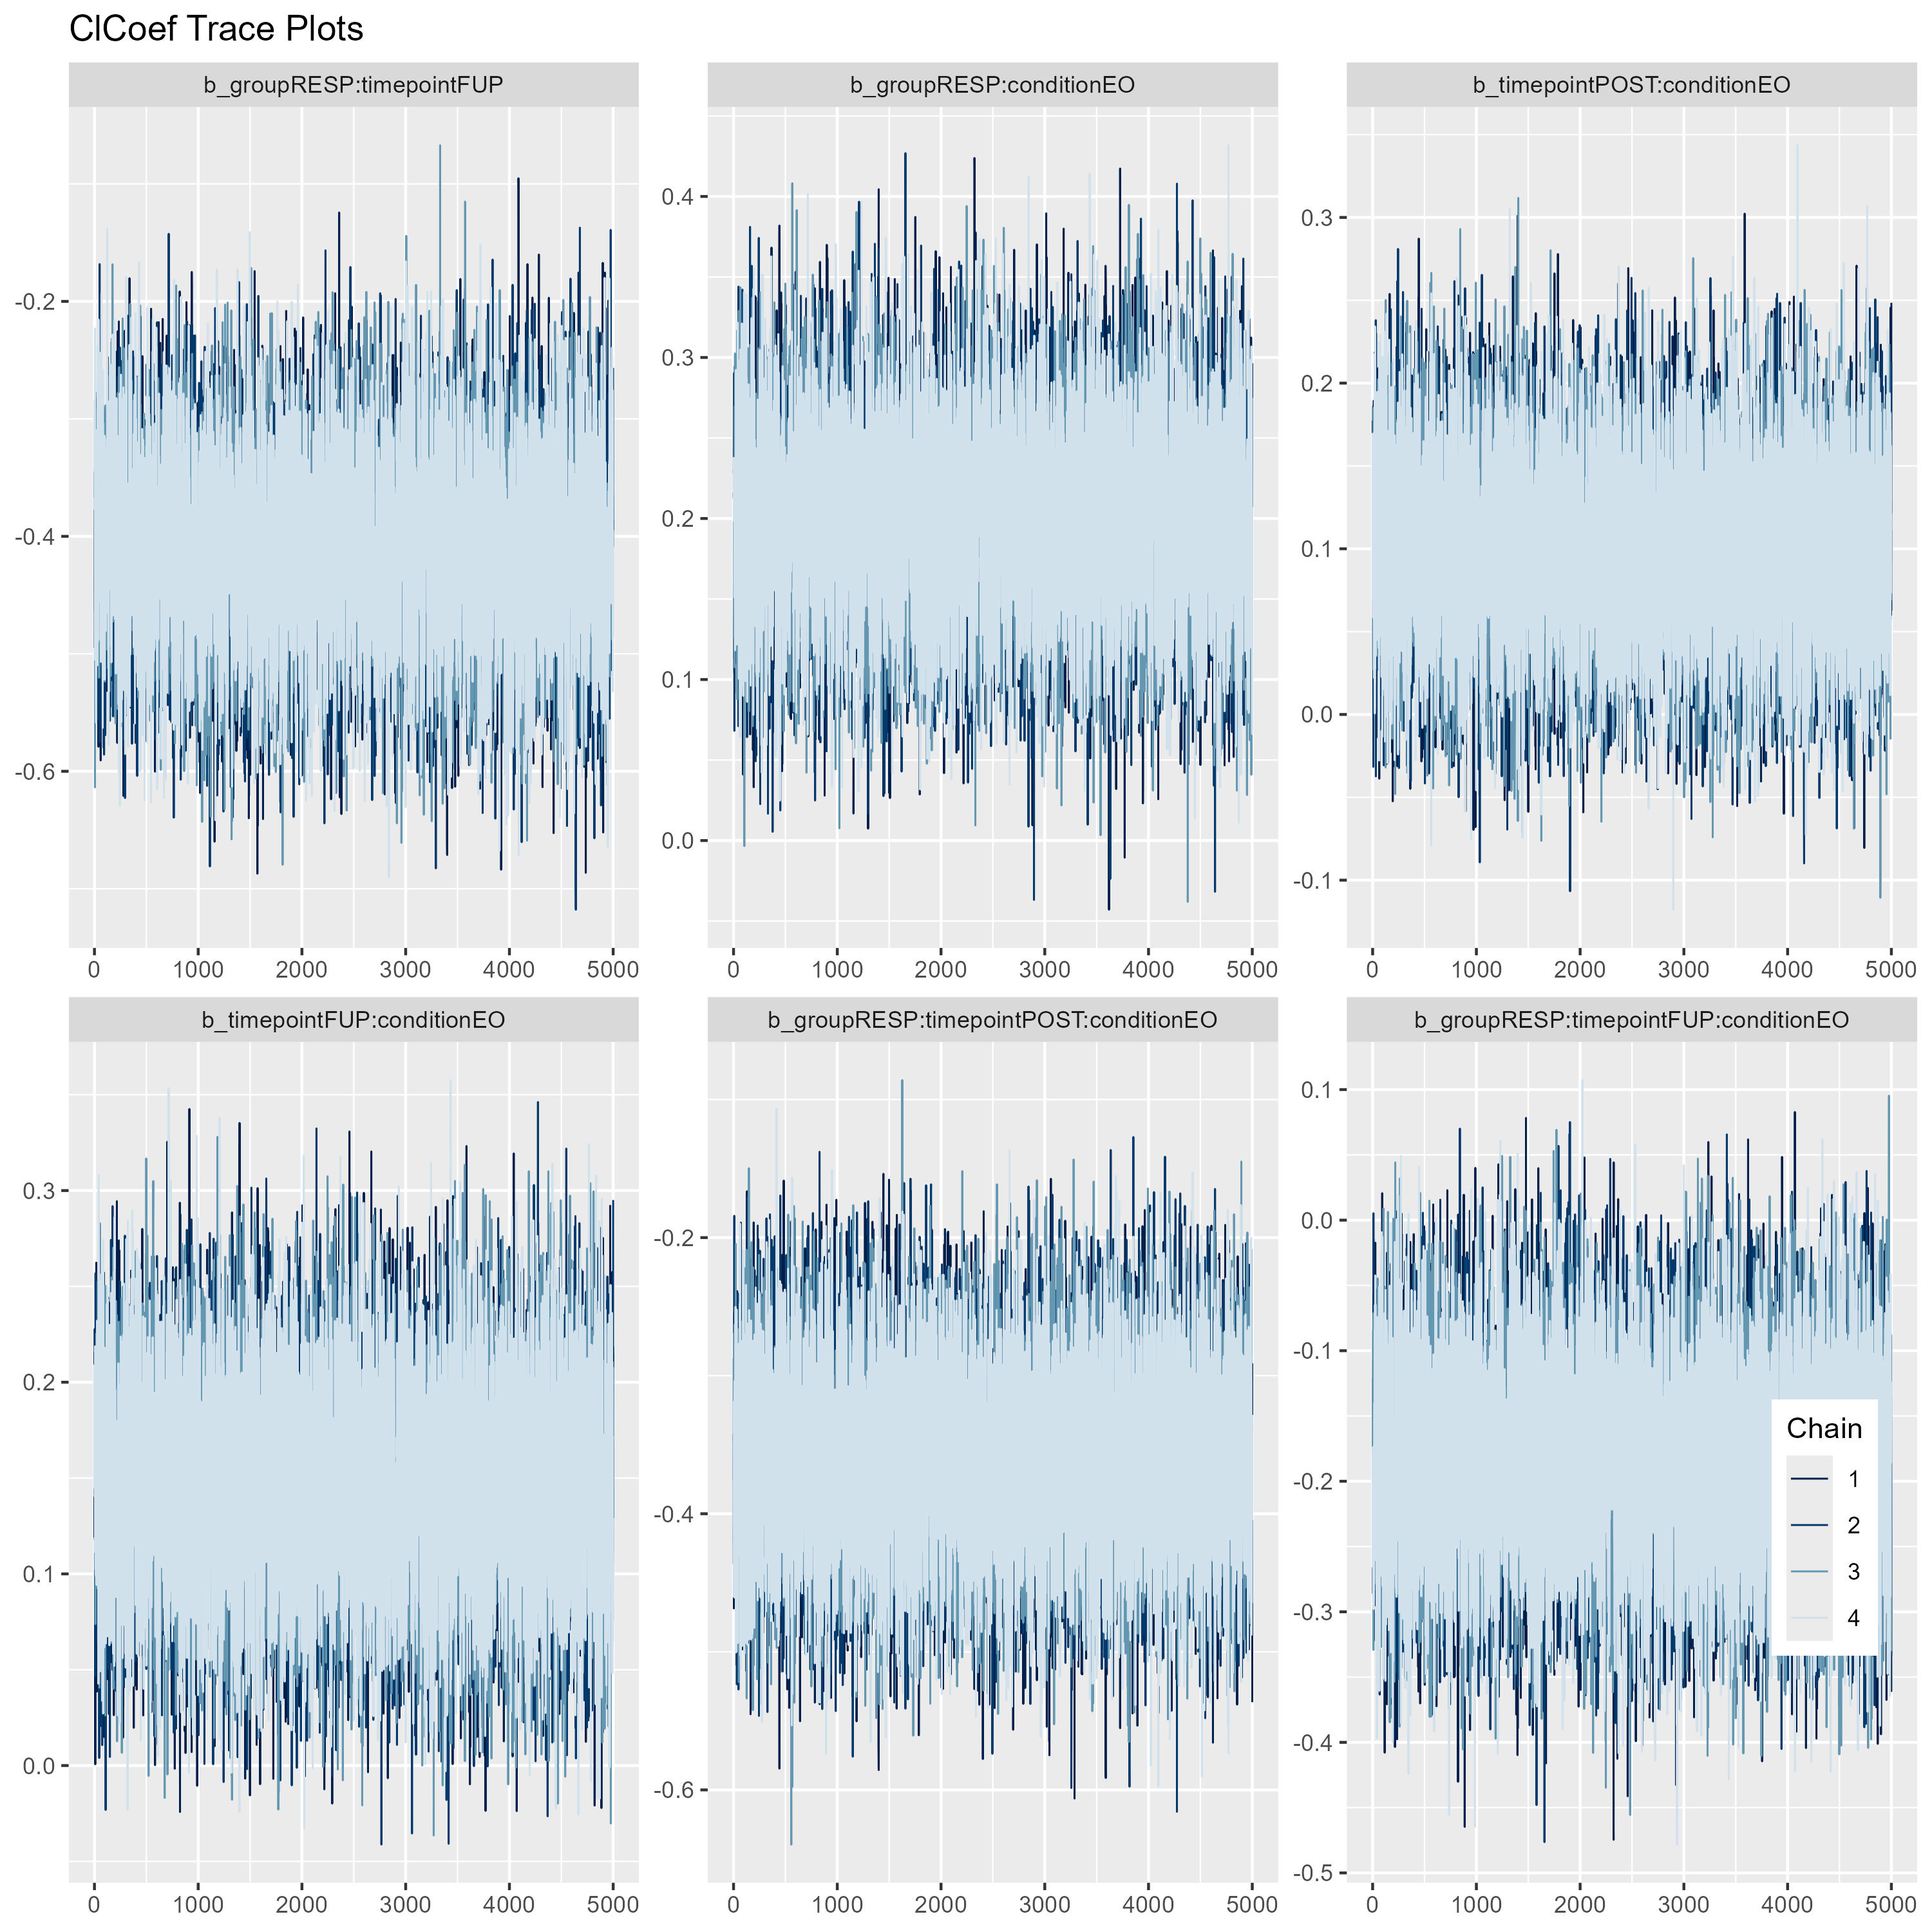 ClCoef Trace Plots
b_groupRESP:timepointFUP
b_groupRESP:conditionEO
b_timepointPOST:conditionEO
-0.2
-0.4
-0.6
0.4
0.3
0.2
0.1
0.0
0.3
0.2
0.1
0.0
-0.1
0 1000 2000 3000 4000 5000
0 1000 2000 3000 4000 5000
0 1000 2000 3000 4000 5000
b_timepointFUP:conditionEO
b_groupRESP:timepointPOST:conditionEO
b_groupRESP:timepointFUP:conditionEO
0.3
0.2
0.1
0.0
-0.2
-0.4
-0.6
0.1
0.0
-0.1
-0.2
-0.3
-0.4
-0.5
Chain
1
2
3
4
0 1000 2000 3000 4000 5000
0 1000 2000 3000 4000 5000
0 1000 2000 3000 4000 5000